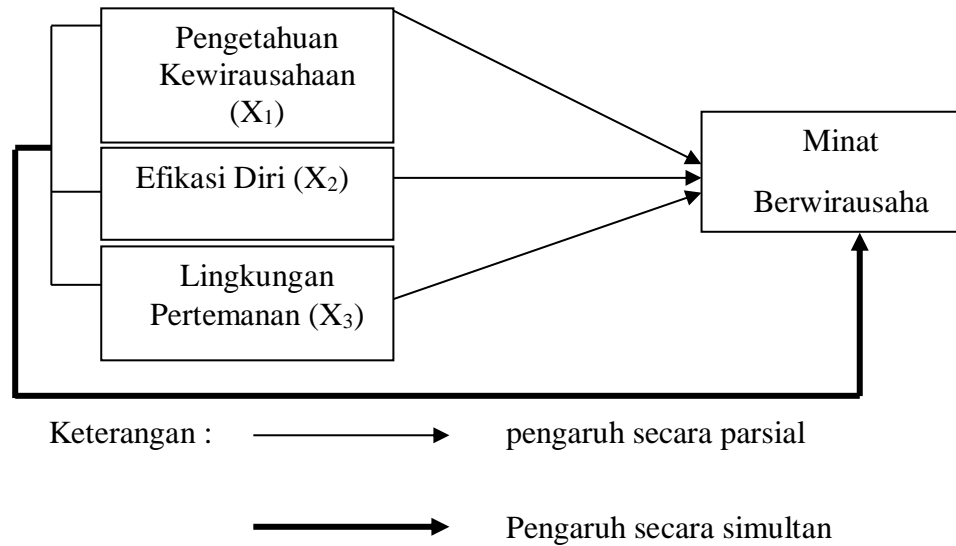 Pengetahuan
Kewirausahaan
(X₁)
Efikasi Diri (X₂)
Lingkungan
Pertemanan (X₃)
Minat
Berwirausaha
Keterangan : pengaruh secara parsial
Pengaruh secara simultan